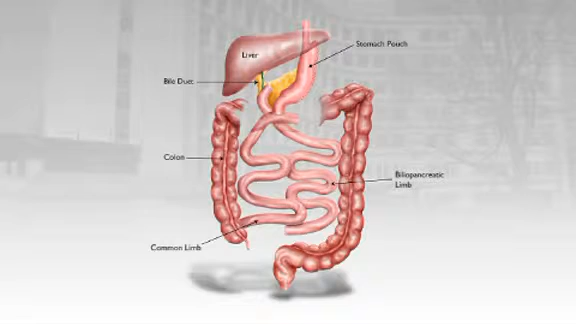 Stomach Pouch
Liver
Bile Duct
Colon
Biliopancreatic
Limb
Common Limb